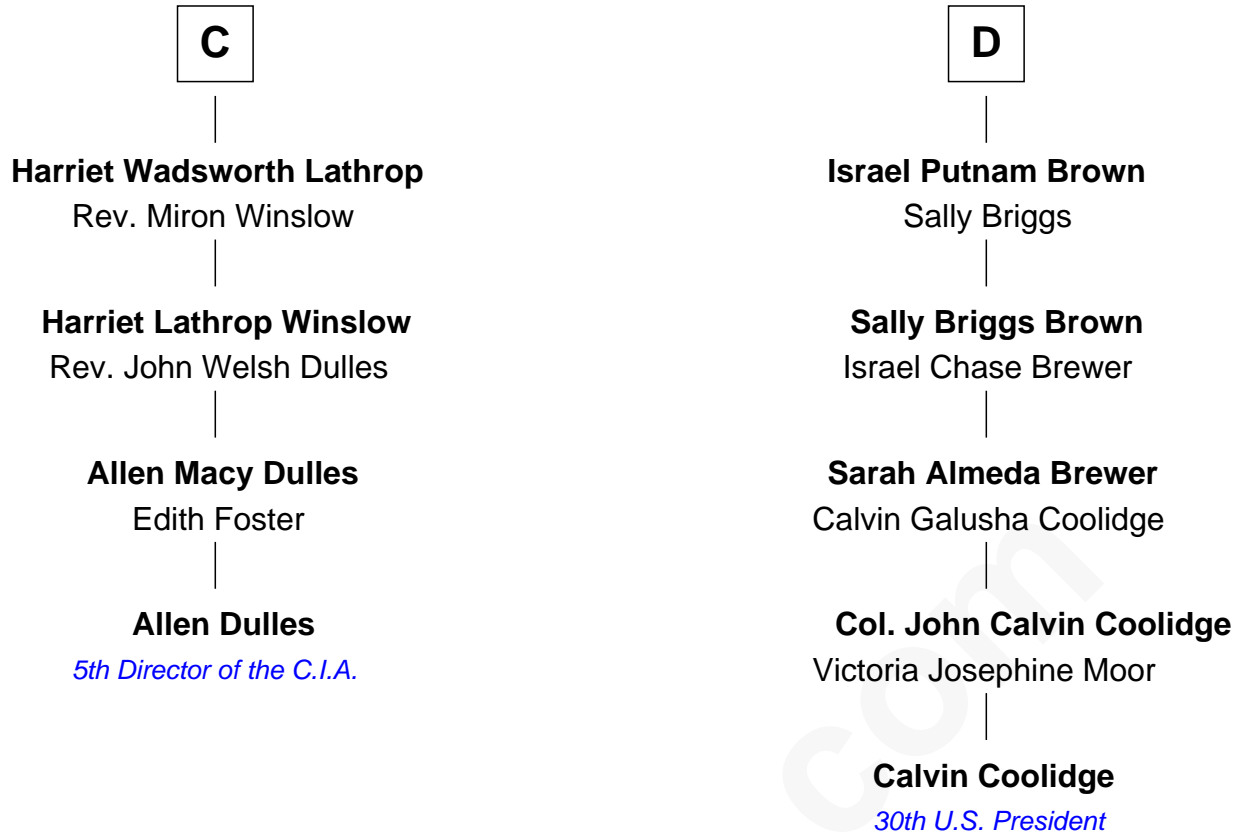 C
Harriet Wadsworth Lathrop
Rev. Miron Winslow
Harriet Lathrop Winslow
Rev. John Welsh Dulles
Allen Macy Dulles
Edith Foster
Allen Dulles
5th Director of the C.I.A.
D
Israel Putnam Brown
Sally Briggs
Sally Briggs Brown
Israel Chase Brewer
Sarah Almeda Brewer
Calvin Galusha Coolidge
Col. John Calvin Coolidge
Victoria Josephine Moor
Calvin Coolidge
30th U.S. President
com